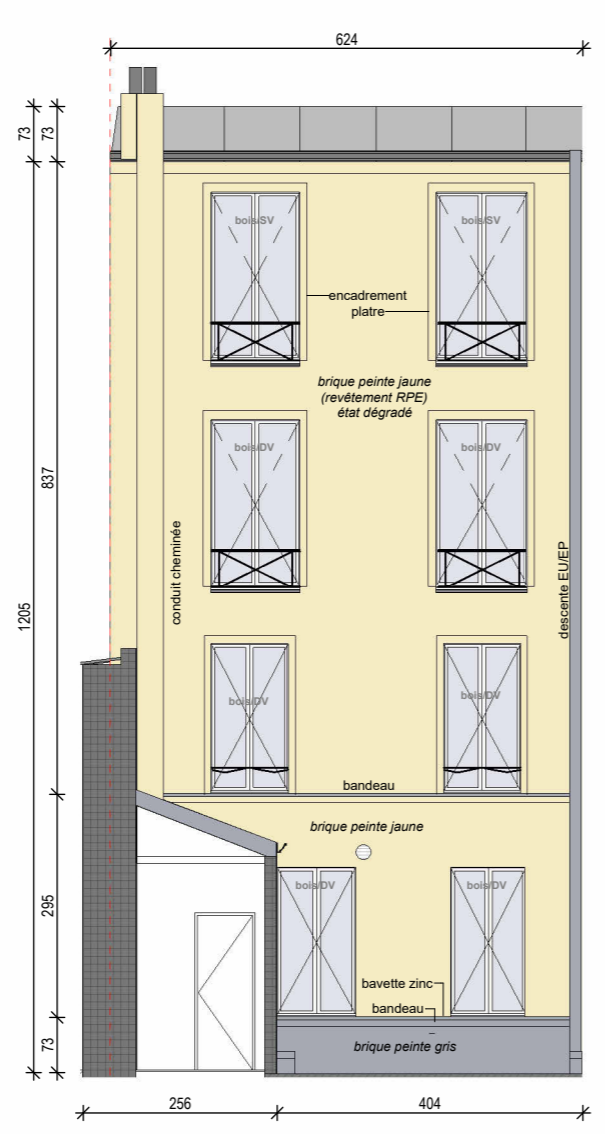 624
73
73
bois/SV
bois/SV
encadrement
platre
brique peinte jaune
(revêtement RPE)
état dégradé
bois/DV
bois/DV
837
1205
conduit cheminée
descente EU/EP
bois/DV
bois/DV
bandeau
brique peinte jaune
bois/DV
bois/DV
295
bavette zinc
bandeau
brique peinte gris
73
256
404